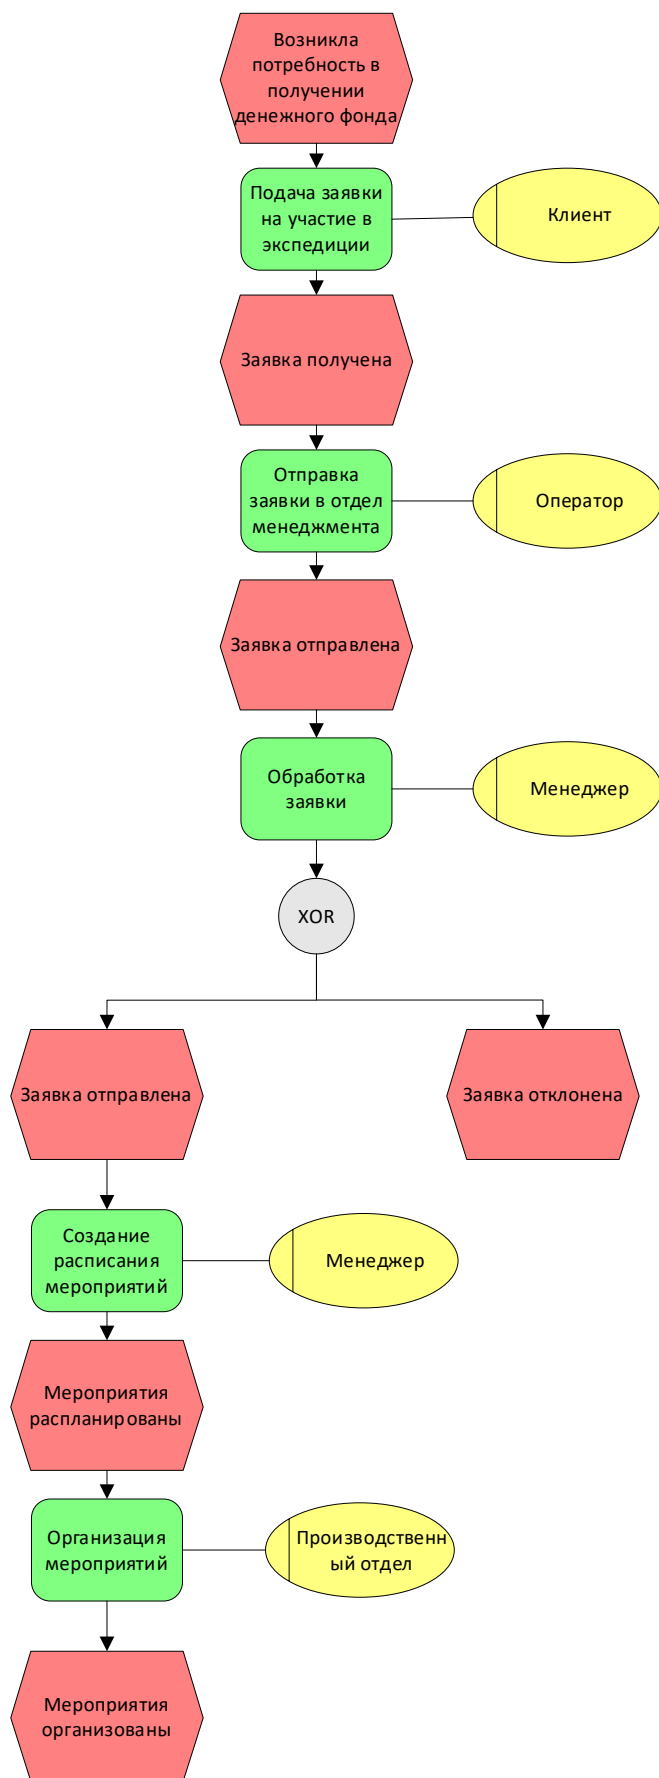 Возникла
потребность в
получении
денежного фонда
Подача заявки
на участие в
экспедиции
Клиент
Заявка получена
Отправка
заявки в отдел
менеджмента
Оператор
Заявка отправлена
Обработка
заявки
Менеджер
XOR
Заявка отправлена
Заявка отклонена
Создание
расписания
мероприятий
Менеджер
Мероприятия
распланированы
Организация
мероприятий
Производственн
ый отдел
Мероприятия
организованы